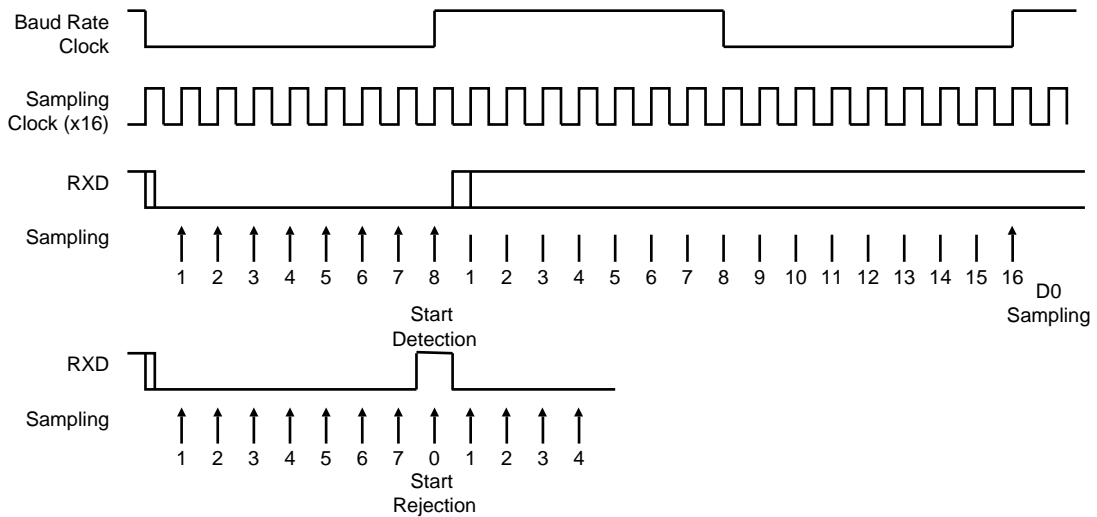 Baud Rate
Clock
Sampling
Clock (x16)
RXD
Sampling
1 2 3 4 5 6 7 8 1 2 3 4 5 6 7 8 9 10 11 12 13 14 15 16
D0
Sampling
Start
Detection
RXD
Sampling
1 2 3 4 5 6 7 0 1 2 3 4
Start
Rejection